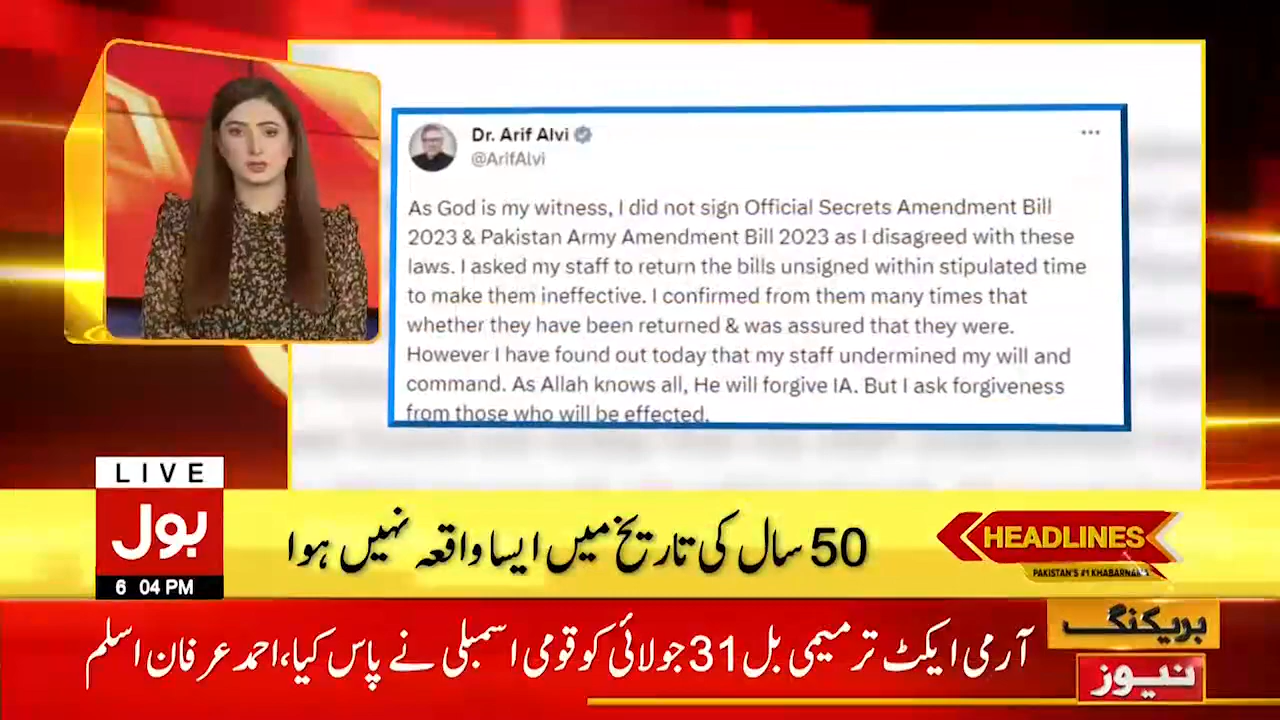 Dr. Arif Alvi
@ArifAlvi
As God is my witness, I did not sign Official Secrets Amendment Bill
2023 & Pakistan Army Amendment Bill 2023 as I disagreed with these
laws. I asked my staff to return the bills unsigned within stipulated time
to make them ineffective. I confirmed from them many times that
whether they have been returned & was assured that they were.
However I have found out today that my staff undermined my will and
command. As Allah knows all, He will forgive IA. But I ask forgiveness
from those who will be effected.
LIVE
بول
6 04 PM
50 سال کی تاریخ میں ایسا واقعہ نہیں ہوا
HEADLINES
PAKISTAN'S #1 KHABARNAMA
بریکنگ
نیوز
آرمی ایکٹ ترمیمی بل 31 جولائی کو قومی اسمبلی نے پاس کیا، احمد عرفان اسلم